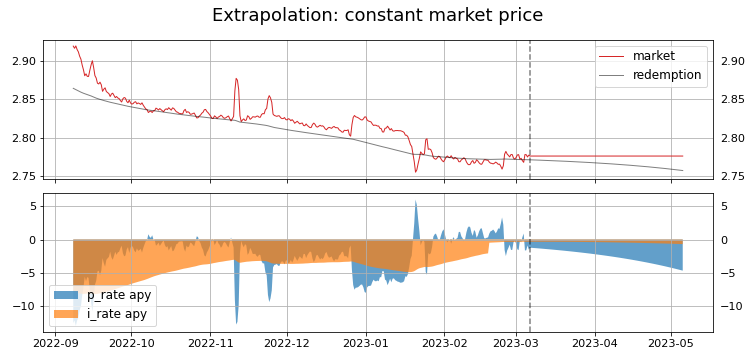 Extrapolation: constant market price
2.90
2.85
2.80
2.75
2.90
2.85
2.80
2.75
market
redemption
5
0
−5
−10
5
0
−5
−10
p_rate apy
i_rate apy
2022-09 2022-10 2022-11 2022-12 2023-01 2023-02 2023-03 2023-04 2023-05